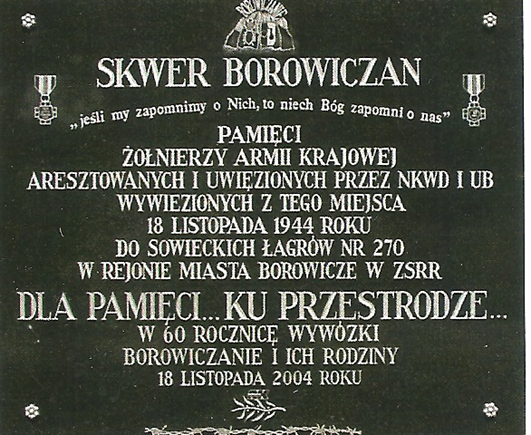 SKWER BOROWICZAN
„jeśli my zapomnimy o Nich, to niech Bóg zapomni o nas”
PAMIĘCI
ŻOŁNIERZY ARMII KRAJOWEJ
ARESZTOWANYCH I UWIĘZIONYCH PRZEZ NKWD I UB
WYWIEZIONYCH Z TEGO MIEJSCA
18 LISTOPADA 1944 ROKU
DO SOWIECKICH ŁAGRÓW NR 270
W REJONIE MIASTA BOROWICZE W ZSRR
DLA PAMIĘCI... KU PRZESTRODZE...
W 60 ROCZNICĘ WYWÓZKI
BOROWICZANIE I ICH RODZINY
18 LISTOPADA 2004 ROKU